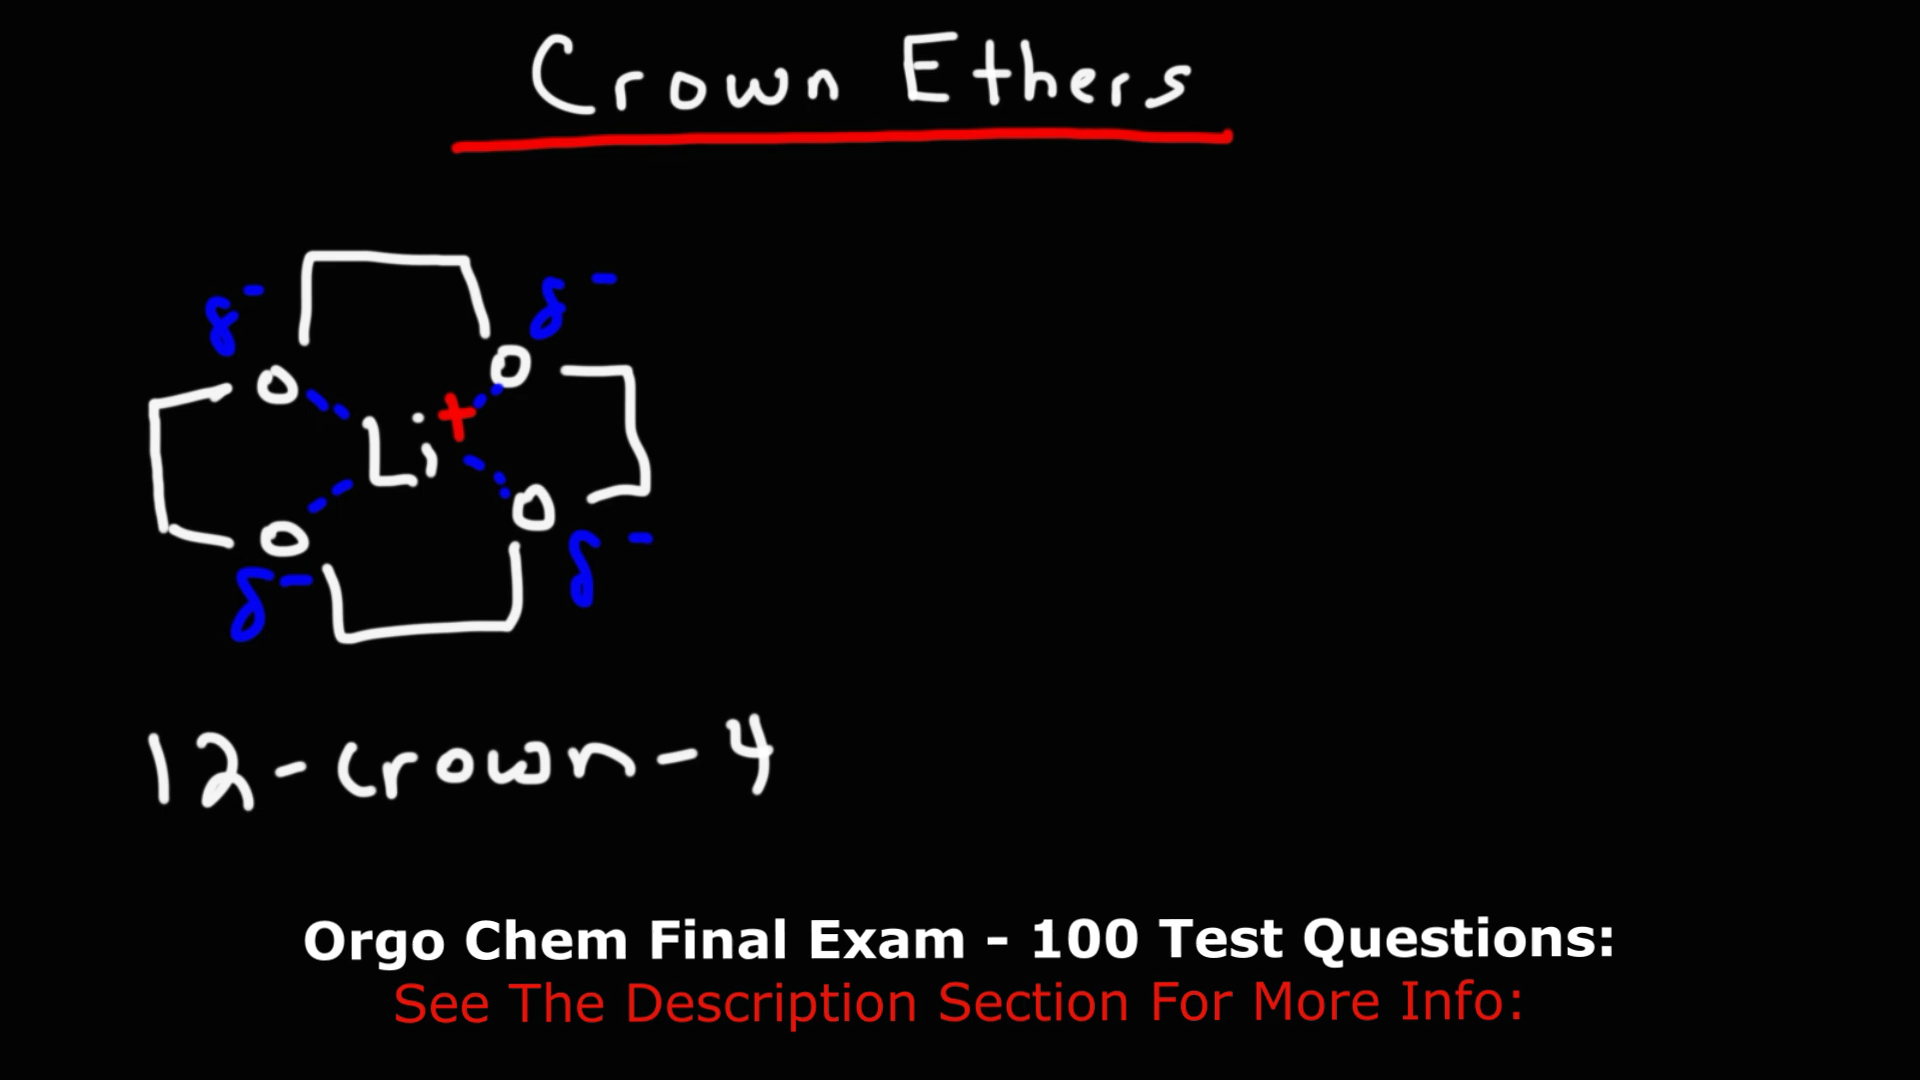 Crown Ethers
δ⁻ δ⁻
O O
Li⁺
O O
δ⁻ δ⁻
12-crown-4
Orgo Chem Final Exam - 100 Test Questions:
See The Description Section For More Info: